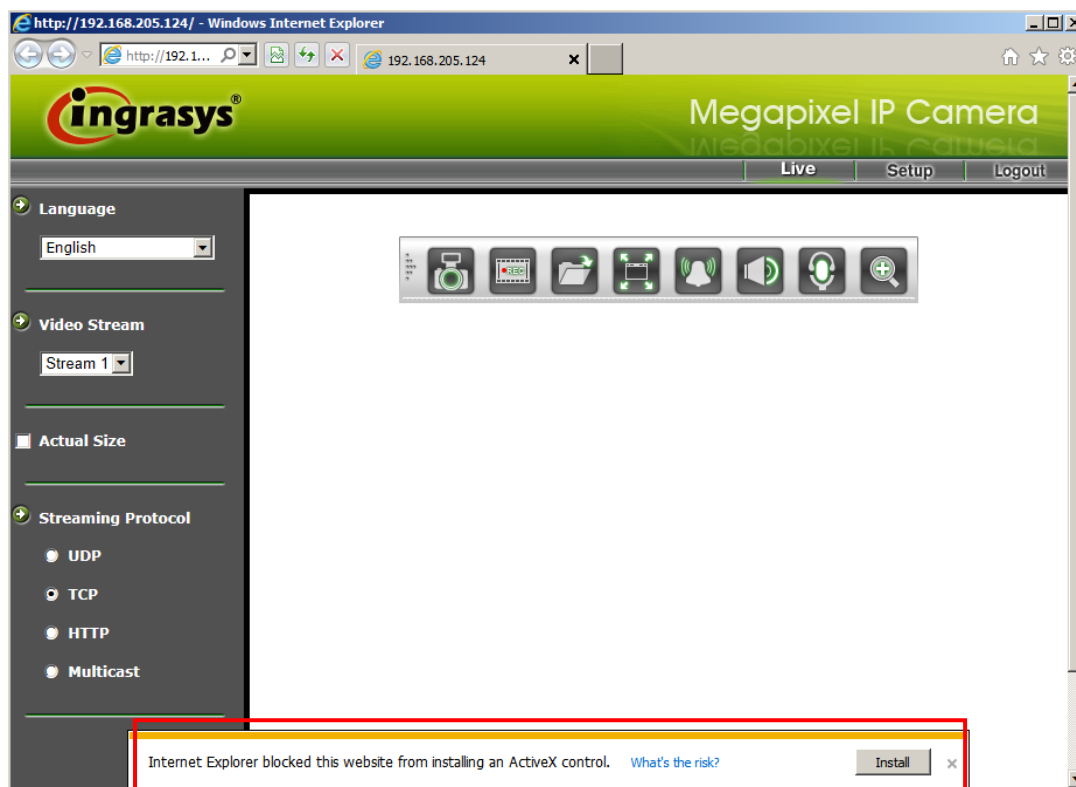 http://192.168.205.124/ - Windows Internet Explorer
http://192.1...
192.168.205.124
ingrasys®
Megapixel IP Camera
Live
Setup
Logout
Language
English
REC
Video Stream
Stream 1
Actual Size
Streaming Protocol
UDP
TCP
HTTP
Multicast
Internet Explorer blocked this website from installing an ActiveX control. What's the risk? Install